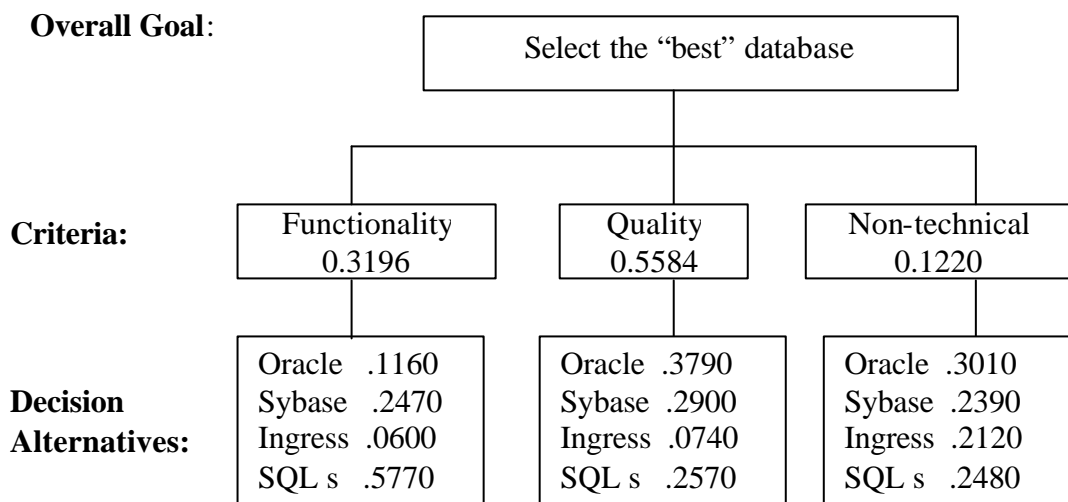 Overall Goal:
Select the “best” database
Criteria:
Functionality
0.3196
Quality
0.5584
Non-technical
0.1220
Decision
Alternatives:
Oracle .1160
Sybase .2470
Ingress .0600
SQL s .5770
Oracle .3790
Sybase .2900
Ingress .0740
SQL s .2570
Oracle .3010
Sybase .2390
Ingress .2120
SQL s .2480